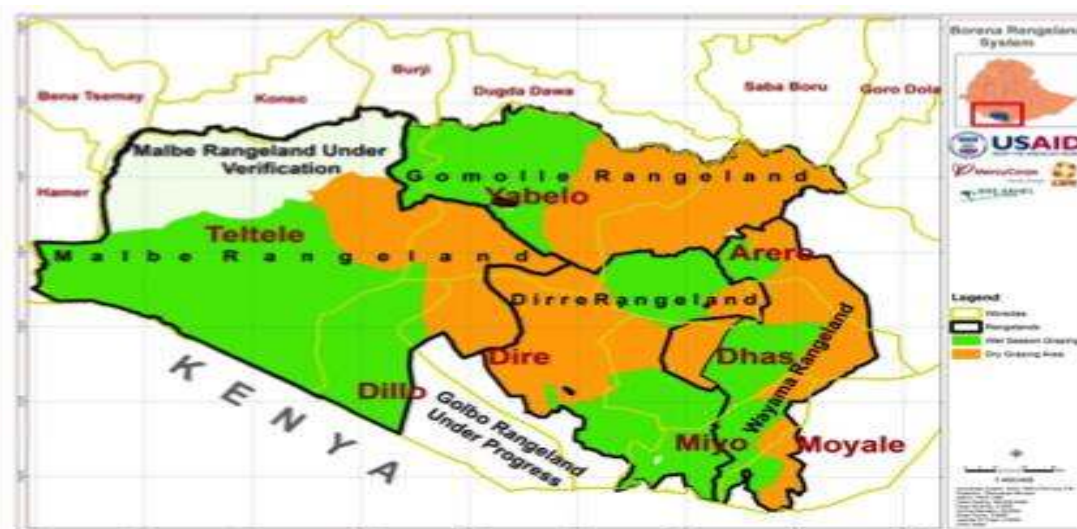 Borena Rangeland
System
Bena Tsemay
Konso
Burji
Dugda Dawa
Saba Boru
Goro Dola
Hamer
Malbe Rangeland Under
Verification
Gomolle Rangeland
Yabelo
Teltele
Malbe Rangeland
Arero
Dirre Rangeland
Dire
Dhas
Wayama Rangeland
Dillo
Golbo Rangeland
Under Progress
Miyo
Moyale
KENYA
USAID
MercyCorps
Legend
Woredas
Rangelands
Wet Season Grazing
Dry Grazing Area